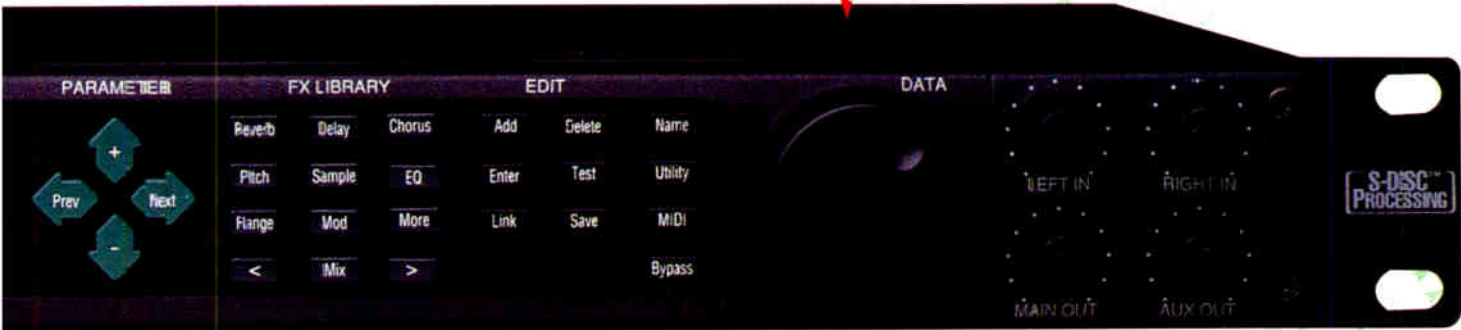 PARAMETER FX LIBRARY EDIT DATA
Reverb Delay Chorus Add Delete Name
+
Pitch Sample EQ Enter Test Utility
Prev Next
LEFT IN RIGHT IN
S-DISC™
PROCESSING
Flange Mod More Link Save MIDI
-
< Mix > Bypass
MAIN OUT AUX OUT